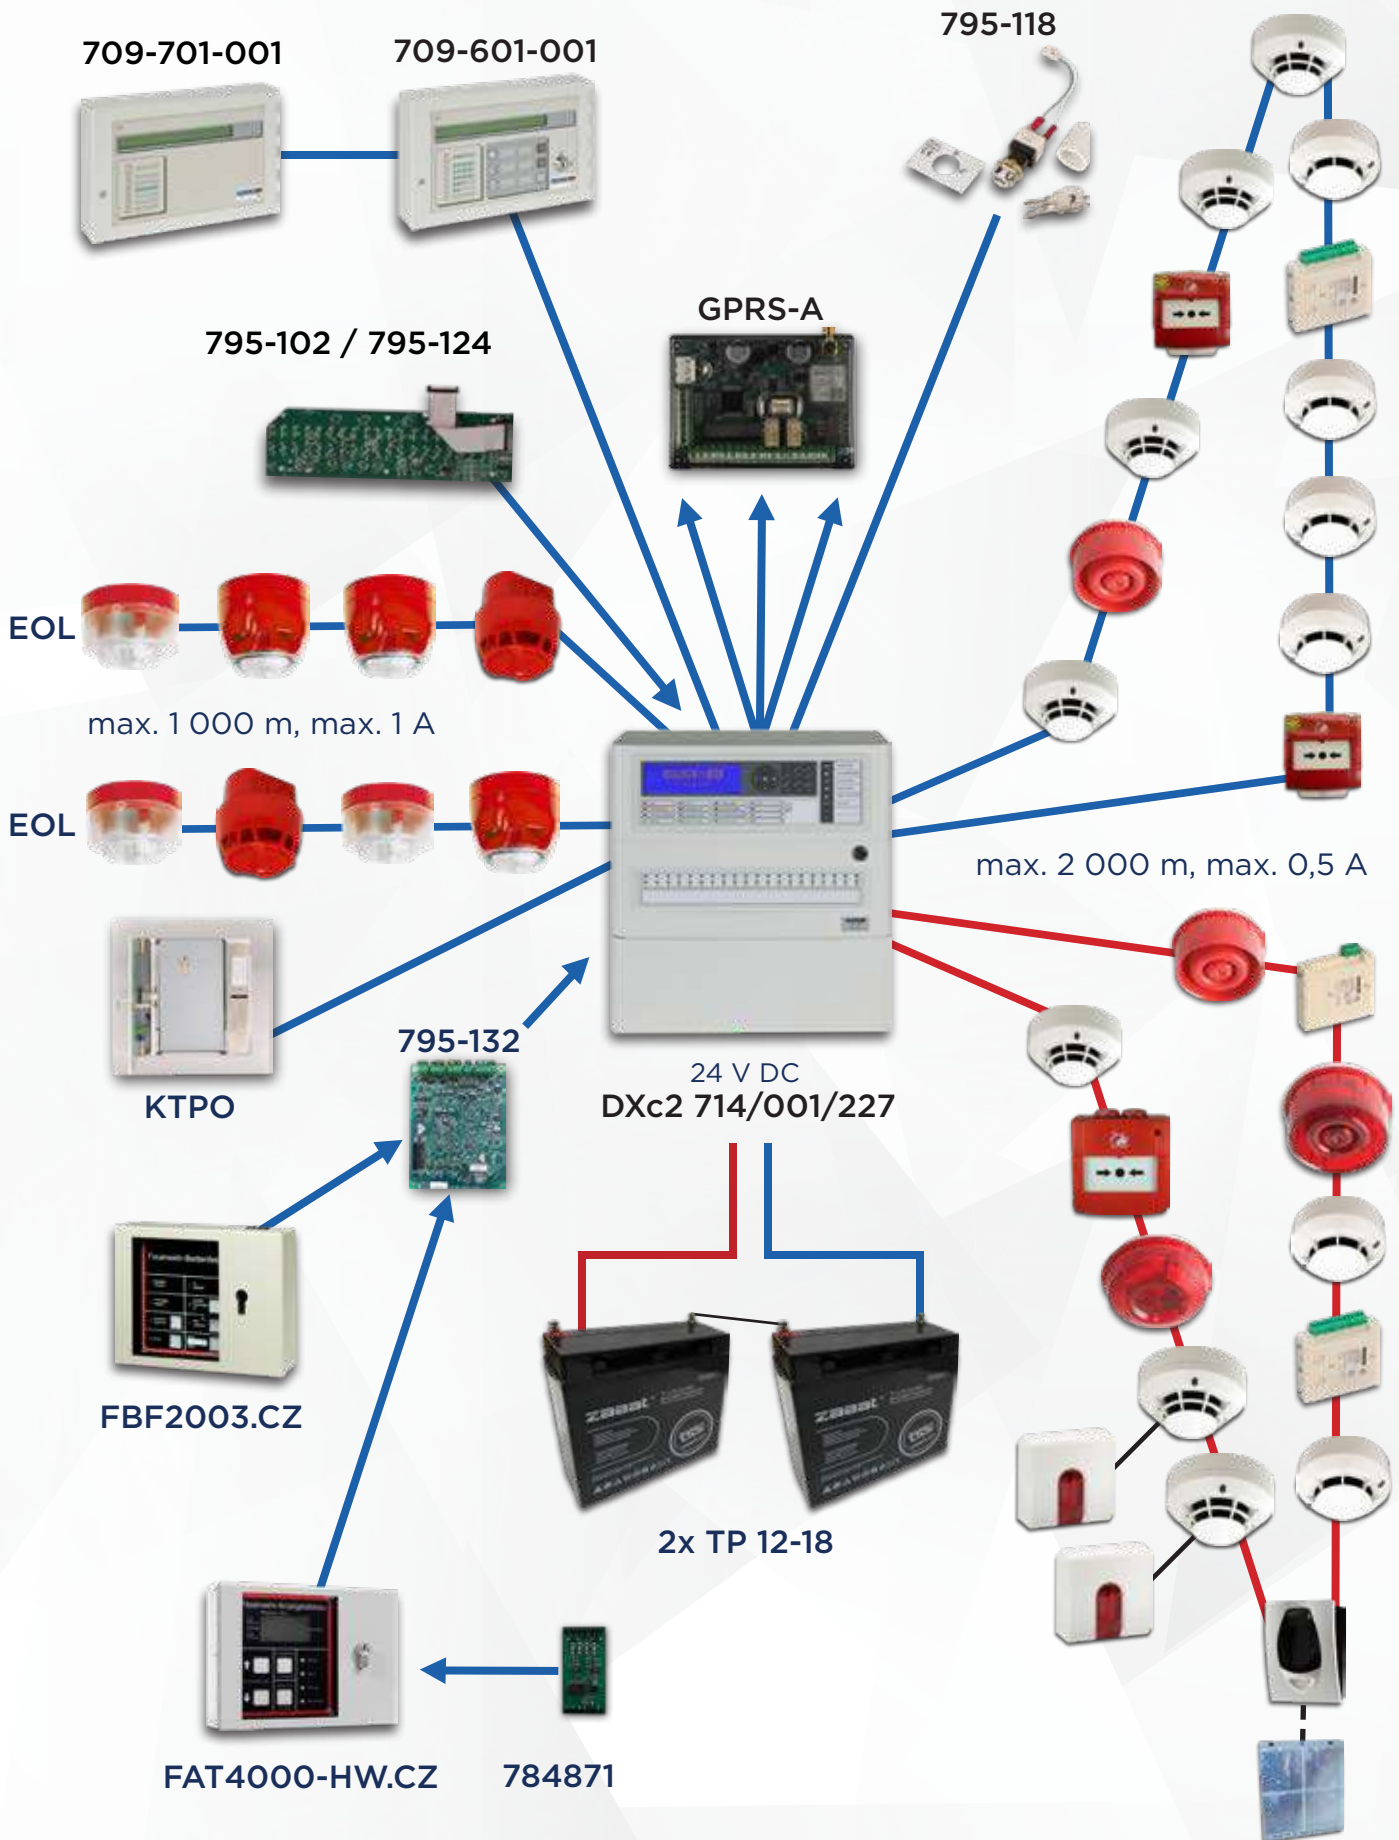 709-701-001
709-601-001
795-118
795-102 / 795-124
GPRS-A
EOL
max. 1 000 m, max. 1 A
EOL
max. 2 000 m, max. 0,5 A
KTPO
795-132
24 V DC
DXc2 714/001/227
zaaat
zaaat
FBF2003.CZ
2x TP 12-18
FAT4000-HW.CZ
784871